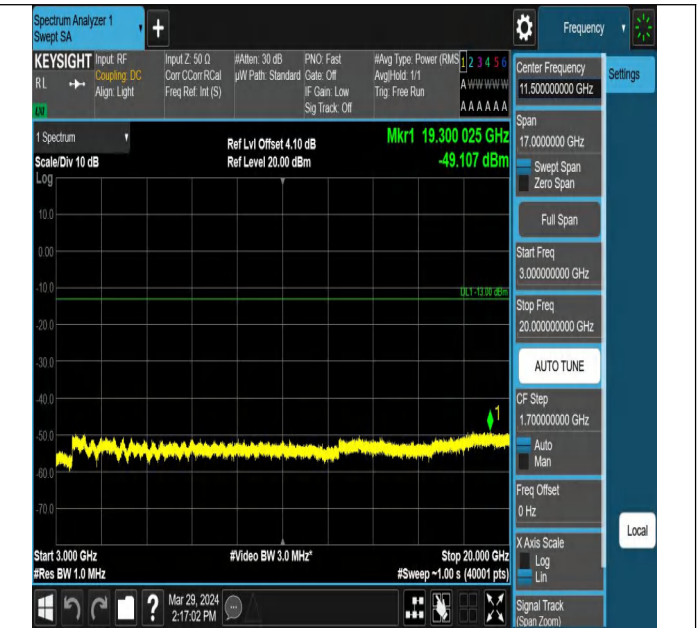 Spectrum Analyzer 1
Swept SA
Frequency
KEYSIGHT
RL
Input: RF
Coupling: DC
Align: Light
Input Z: 50 Ω
Corr CCorr RCal
Freq Ref: Int (S)
#Atten: 30 dB
µW Path: Standard
PNO: Fast
Gate: Off
IF Gain: Low
Sig Track: Off
#Avg Type: Power (RMS
Avg|Hold: 1/1
Trig: Free Run
1 2 3 4 5 6
A W W W W W
A A A A A A
1 Spectrum
Scale/Div 10 dB
Log
Ref Lvl Offset 4.10 dB
Ref Level 20.00 dBm
Mkr1 19.300 025 GHz
-49.107 dBm
10.0
0.00
-10.0
DL1 -13.00 dBm
-20.0
-30.0
-40.0
1
-50.0
-60.0
-70.0
Start 3.000 GHz
#Res BW 1.0 MHz
#Video BW 3.0 MHz*
Stop 20.000 GHz
#Sweep ~1.00 s (40001 pts)
Mar 29, 2024
2:17:02 PM
Center Frequency
11.500000000 GHz
Settings
Span
17.0000000 GHz
Swept Span
Zero Span
Full Span
Start Freq
3.000000000 GHz
Stop Freq
20.000000000 GHz
AUTO TUNE
CF Step
1.700000000 GHz
Auto
Man
Freq Offset
0 Hz
X Axis Scale
Log
Lin
Local
Signal Track
(Span Zoom)